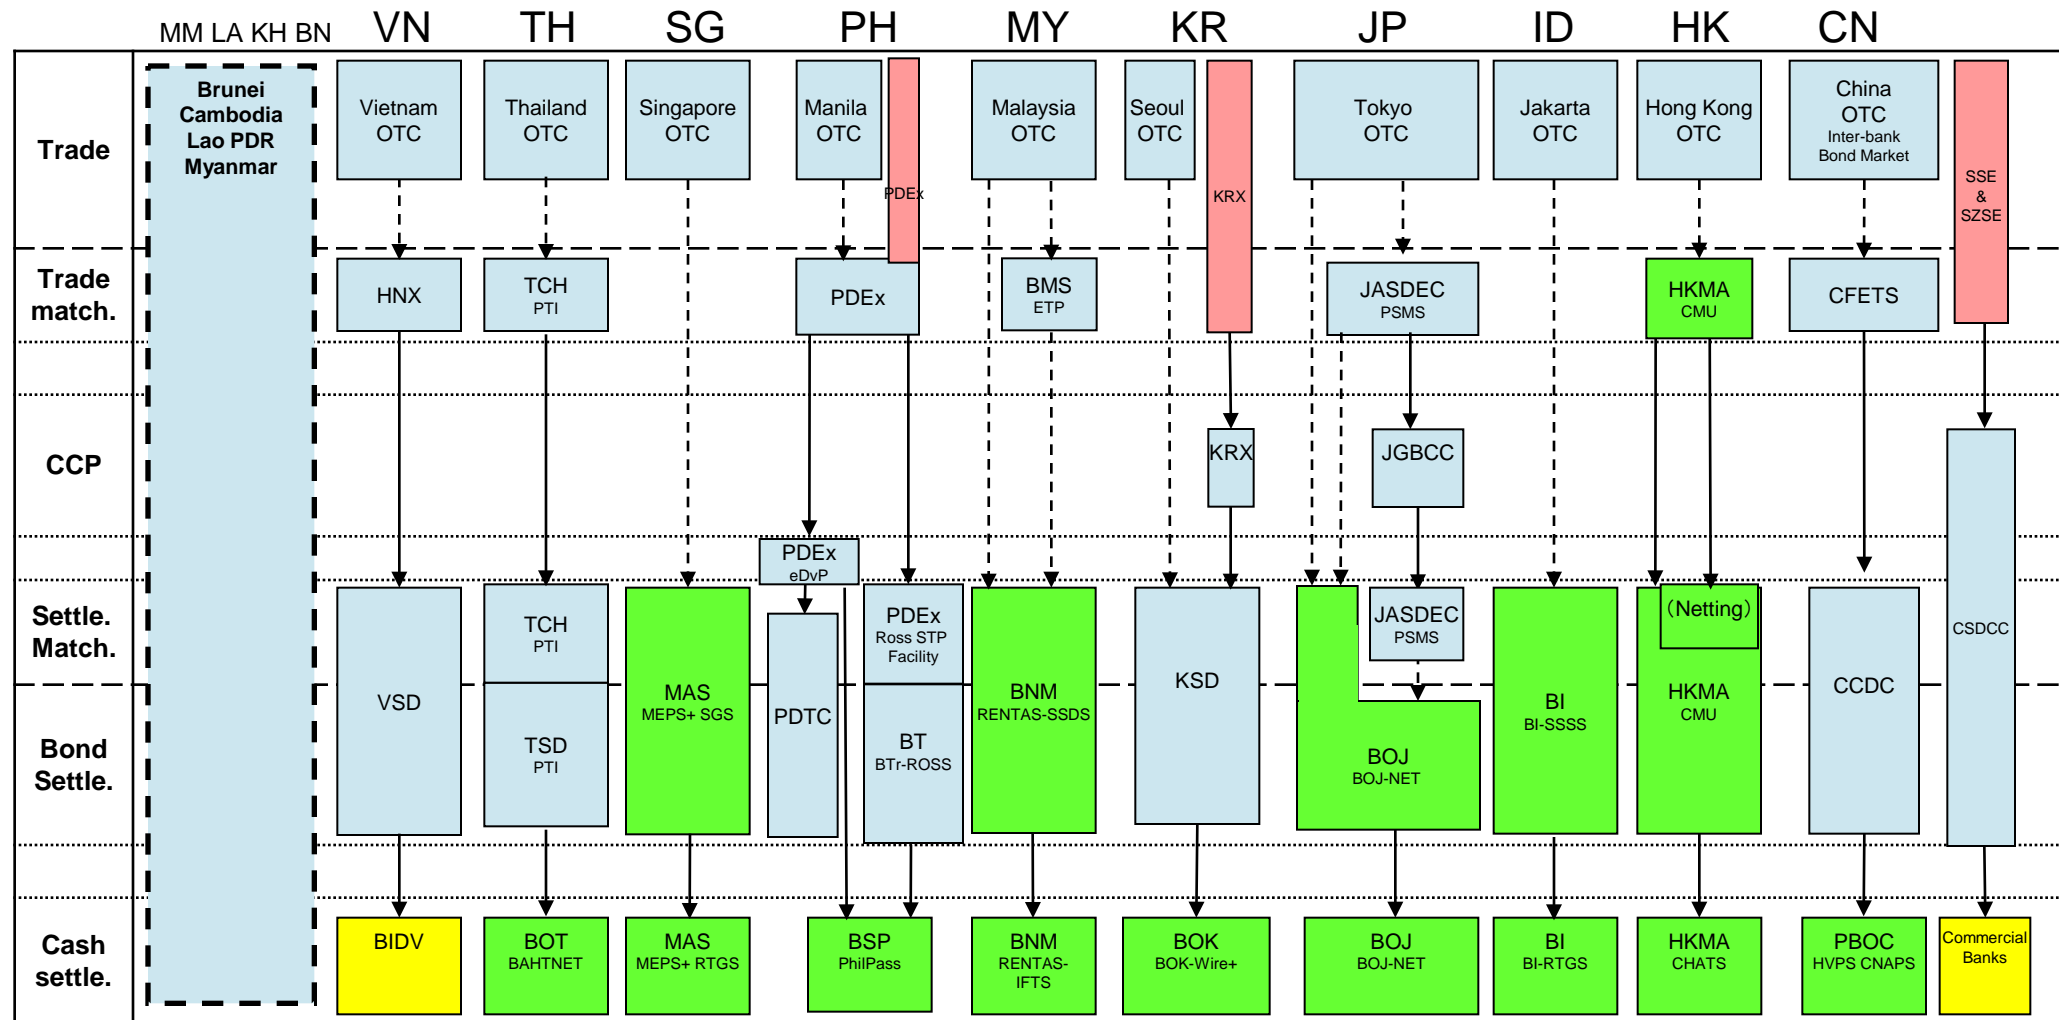 MM LA KH BN
VN
TH
SG
PH
MY
KR
JP
ID
HK
CN
Trade
Brunei
Cambodia
Lao PDR
Myanmar
Vietnam
OTC
Thailand
OTC
Singapore
OTC
Manila
OTC
PDEx
Malaysia
OTC
Seoul
OTC
KRX
Tokyo
OTC
Jakarta
OTC
Hong Kong
OTC
China
OTC
Inter-bank
Bond Market
SSE
&
SZSE
Trade
match.
HNX
TCH
PTI
PDEx
BMS
ETP
JASDEC
PSMS
HKMA
CMU
CFETS
CCP
KRX
JGBCC
PDEx
eDvP
Settle.
Match.
TCH
PTI
PDEx
Ross STP
Facility
JASDEC
PSMS
(Netting)
CSDCC
Bond
Settle.
VSD
TSD
PTI
MAS
MEPS+ SGS
PDTC
BT
BTr-ROSS
BNM
RENTAS-SSDS
KSD
BOJ
BOJ-NET
BI
BI-SSSS
HKMA
CMU
CCDC
Cash
settle.
BIDV
BOT
BAHTNET
MAS
MEPS+ RTGS
BSP
PhilPass
BNM
RENTAS-
IFTS
BOK
BOK-Wire+
BOJ
BOJ-NET
BI
BI-RTGS
HKMA
CHATS
PBOC
HVPS CNAPS
Commercial
Banks